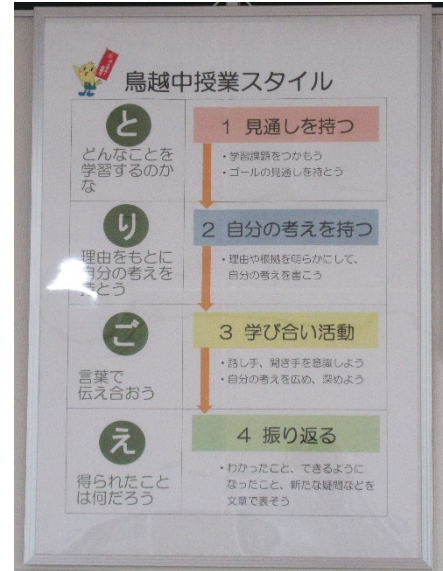 鳥越中授業スタイル
と
どんなことを
学習するのか
な
1 見通しを持つ
・学習課題をつかもう
・ゴールの見通しを持とう
り
理由をもとに
自分の考えを
持とう
2 自分の考えを持つ
・理由や根拠を明らかにして、
自分の考えを書こう
ご
言葉で
伝え合おう
3 学び合い活動
・話し手、聞き手を意識しよう
・自分の考えを広め、深めよう
え
得られたこと
は何だろう
4 振り返る
・わかったこと、できるように
なったこと、新たな疑問などを
文章で表そう